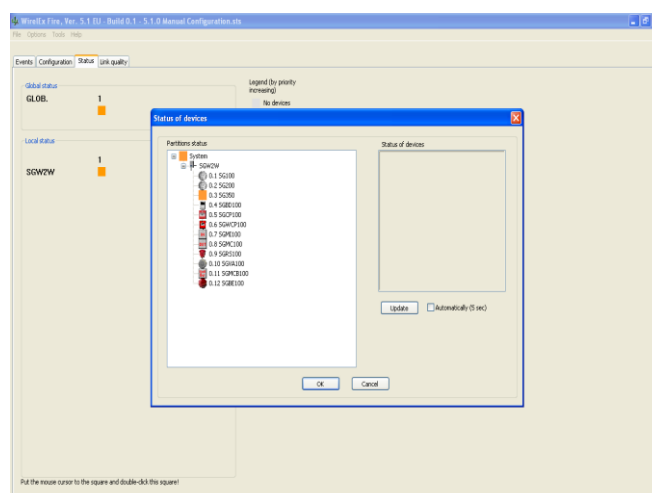 WirelEx Fire, Ver. 5.1 EU - Build 0.1 - 5.1.0 Manual Configuration.sts
File Options Tools Help
Events Configuration Status Link quality
Global status
GLOB. 1
Legend (by priority
increasing)
No devices
Local status
1
SGW2W
Status of devices
Partitions status
System
SGW2W
0.1 SG100
0.2 SG200
0.3 SG350
0.4 SGBD100
0.5 SGCP100
0.6 SGWCP100
0.7 SGMI100
0.8 SGMC100
0.9 SGRS100
0.11 SGMCB100
0.12 SGBE100
Status of devices
Update Automatically (5 sec)
OK Cancel
Put the mouse cursor to the square and double-click this square!